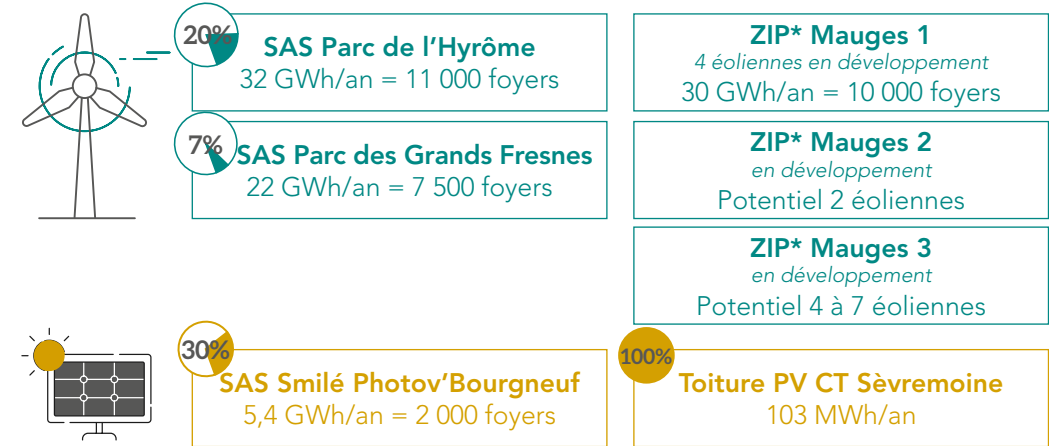 20%
SAS Parc de l'Hyrôme
32 GWh/an = 11 000 foyers
ZIP* Mauges 1
4 éoliennes en développement
30 GWh/an = 10 000 foyers
7%
SAS Parc des Grands Fresnes
22 GWh/an = 7 500 foyers
ZIP* Mauges 2
en développement
Potentiel 2 éoliennes
ZIP* Mauges 3
en développement
Potentiel 4 à 7 éoliennes
30%
SAS Smilé Photov'Bourgneuf
5,4 GWh/an = 2 000 foyers
100%
Toiture PV CT Sèvremoine
103 MWh/an